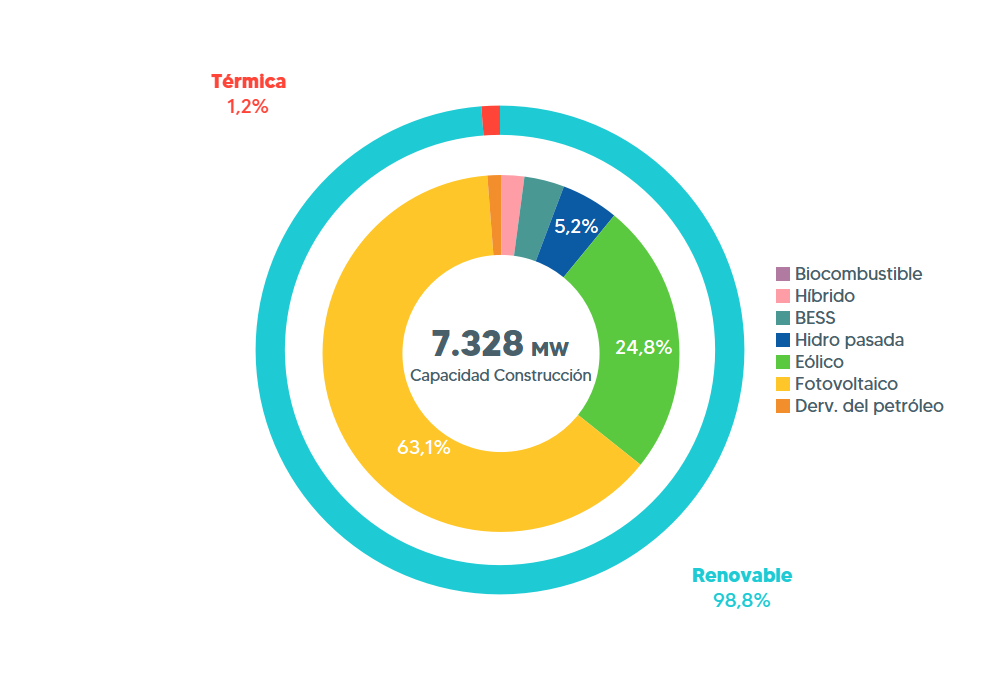 Térmica
1,2%
5,2%
24,8%
7.328 MW
Capacidad Construcción
63,1%
Biocombustible
Híbrido
BESS
Hidro pasada
Eólico
Fotovoltaico
Derv. del petróleo
Renovable
98,8%